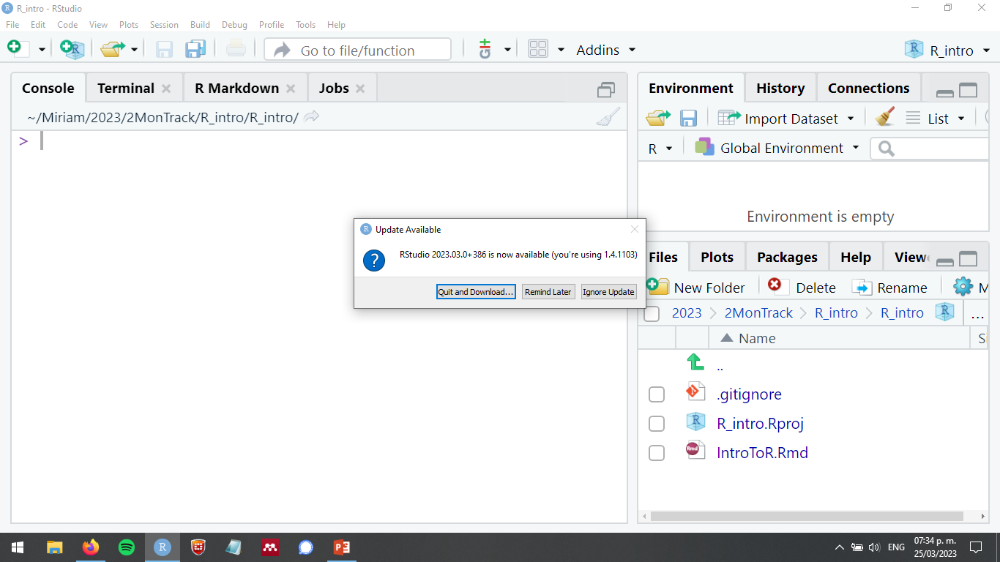 R_intro - RStudio
File Edit Code View Plots Session Build Debug Profile Tools Help
Go to file/function
Addins
R_intro
Console Terminal R Markdown Jobs
~/Miriam/2023/2MonTrack/R_intro/R_intro/
>
Environment History Connections
Import Dataset List
R Global Environment
Environment is empty
Update Available
RStudio 2023.03.0+386 is now available (you're using 1.4.1103)
Quit and Download... Remind Later Ignore Update
Files Plots Packages Help View
New Folder Delete Rename M
2023 2MonTrack R_intro R_intro ...
Name S
..
.gitignore
R_intro.Rproj
IntroToR.Rmd
ENG
07:34 p. m.
25/03/2023